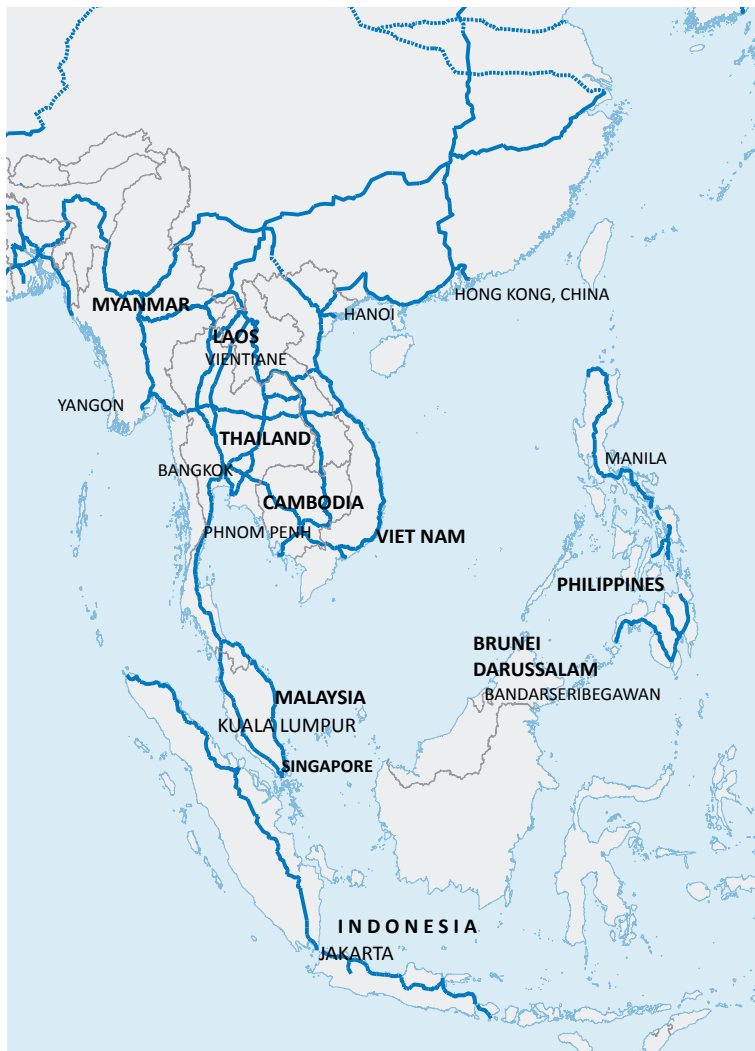 HONG KONG, CHINA
MYANMAR
HANOI
LAOS
VIENTIANE
YANGON
THAILAND
MANILA
BANGKOK
CAMBODIA
PHNOM PENH
VIET NAM
PHILIPPINES
BRUNEI
DARUSSALAM
BANDARSERIBEGAWAN
MALAYSIA
KUALA LUMPUR
SINGAPORE
INDONESIA
JAKARTA